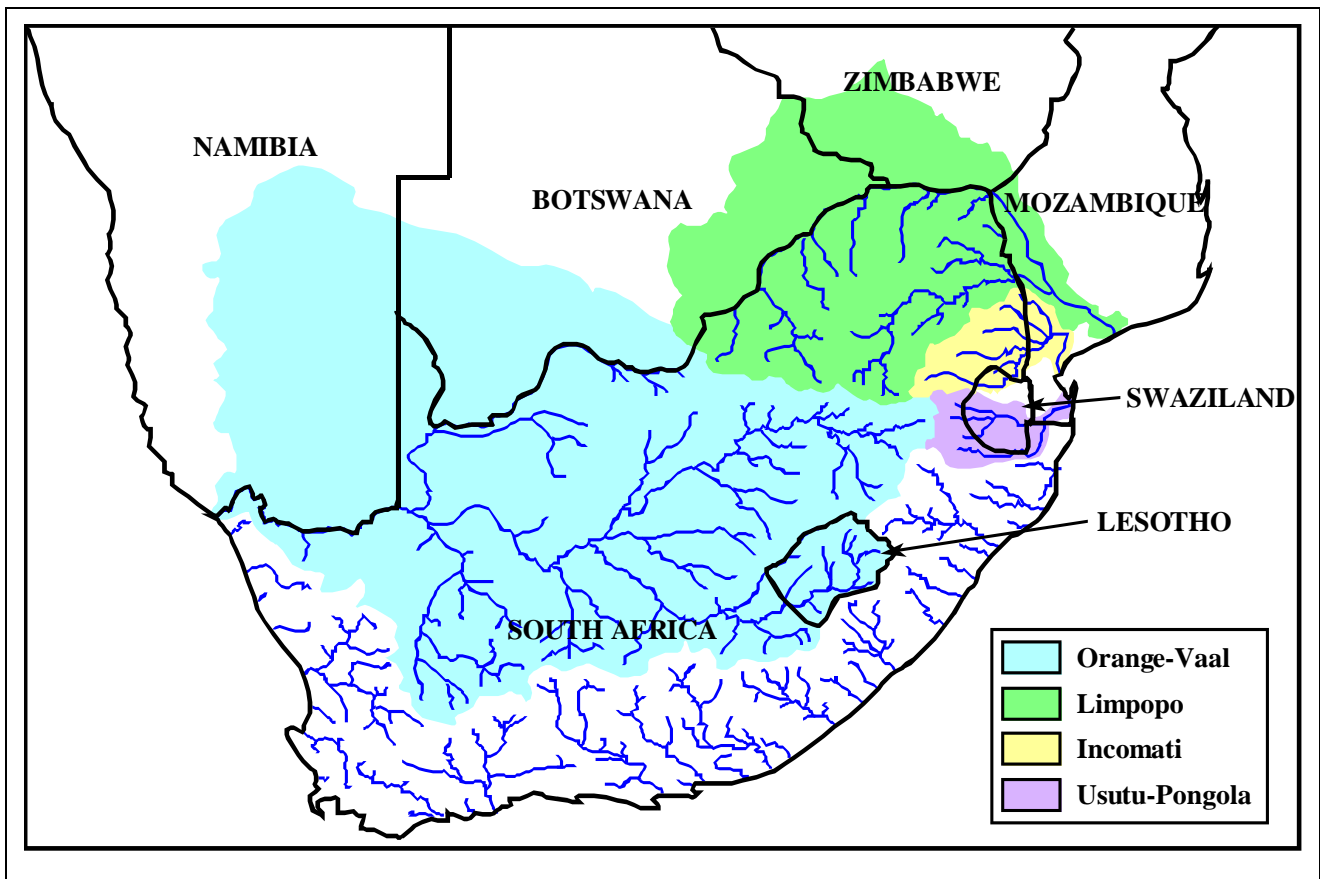 ZIMBABWE
NAMIBIA
BOTSWANA
MOZAMBIQUE
SWAZILAND
LESOTHO
SOUTH AFRICA
Orange-Vaal
Limpopo
Incomati
Usutu-Pongola